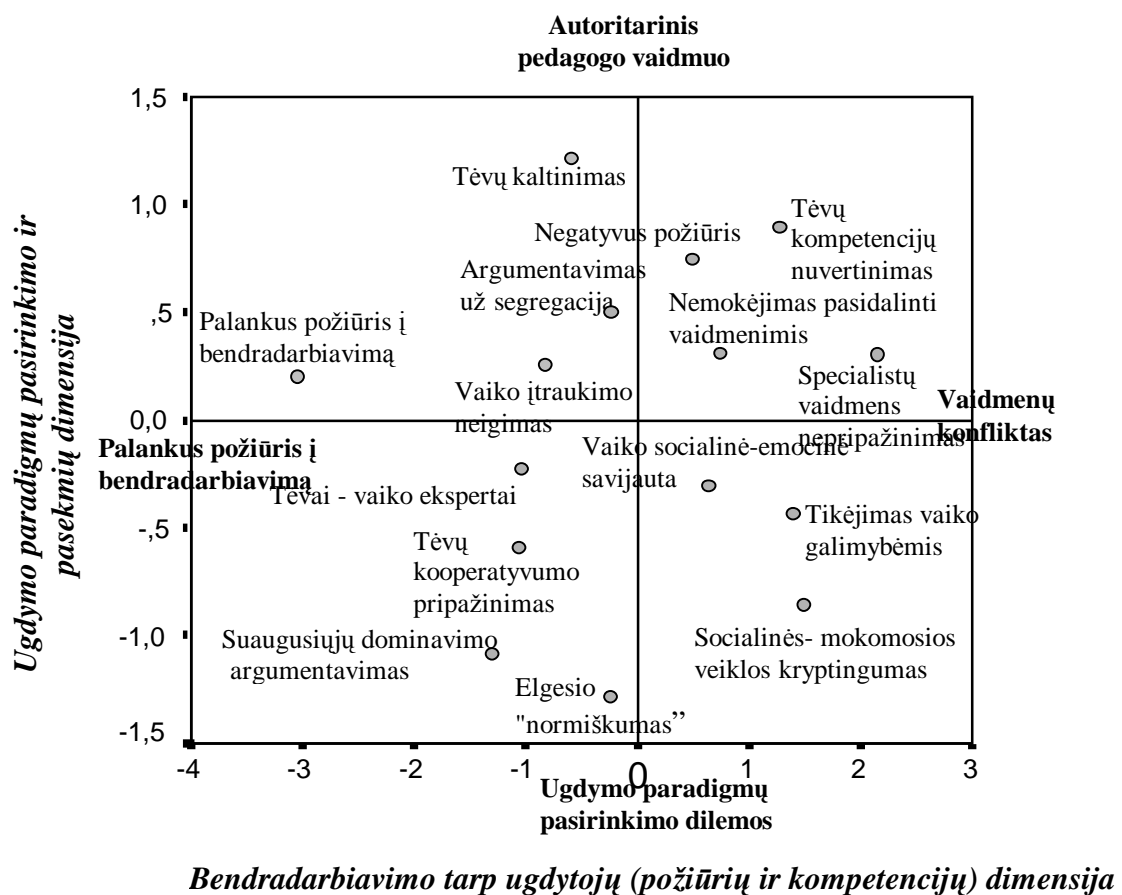 Autoritarinis
pedagogo vaidmuo
Ugdymo paradigmų pasirinkimo ir
pasekmių dimensija
1,5
1,0
,5
0,0
-,5
-1,0
-1,5
Tėvų kaltinimas
Tėvų
kompetencijų
nuvertinimas
Negatyvus požiūris
Argumentavimas
už segregaciją
Nemokėjimas pasidalinti
vaidmenimis
Palankus požiūris į
bendradarbiavimą
Vaiko įtraukimo
neigimas
Specialistų
vaidmens
nepripažinimas
Vaidmenų
konfliktas
Palankus požiūris į
bendradarbiavimą
Vaiko socialinė-emocinė
savijauta
Tėvai - vaiko ekspertai
Tikėjimas vaiko
galimybėmis
Tėvų
kooperatyvumo
pripažinimas
Suaugusiųjų dominavimo
argumentavimas
Socialinės- mokomosios
veiklos kryptingumas
Elgesio
"normiškumas”
-4 -3 -2 -1 0 1 2 3
Ugdymo paradigmų
pasirinkimo dilemos
Bendradarbiavimo tarp ugdytojų (požiūrių ir kompetencijų) dimensija